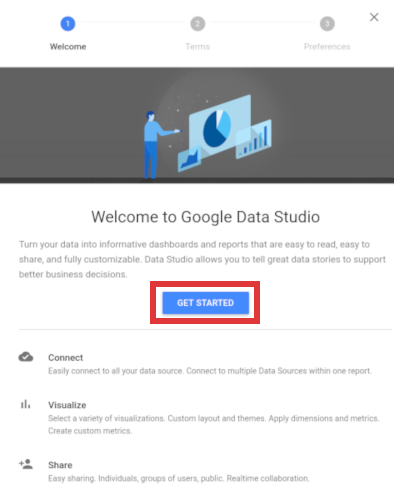 1 2 3
Welcome Terms Preferences
Welcome to Google Data Studio
Turn your data into informative dashboards and reports that are easy to read, easy to
share, and fully customizable. Data Studio allows you to tell great data stories to support
better business decisions.
GET STARTED
Connect
Easily connect to all your data source. Connect to multiple Data Sources within one report.
Visualize
Select a variety of visualizations. Custom layout and themes. Apply dimensions and metrics.
Create custom metrics.
Share
Easy sharing. Individuals, groups of users, public. Realtime collaboration.